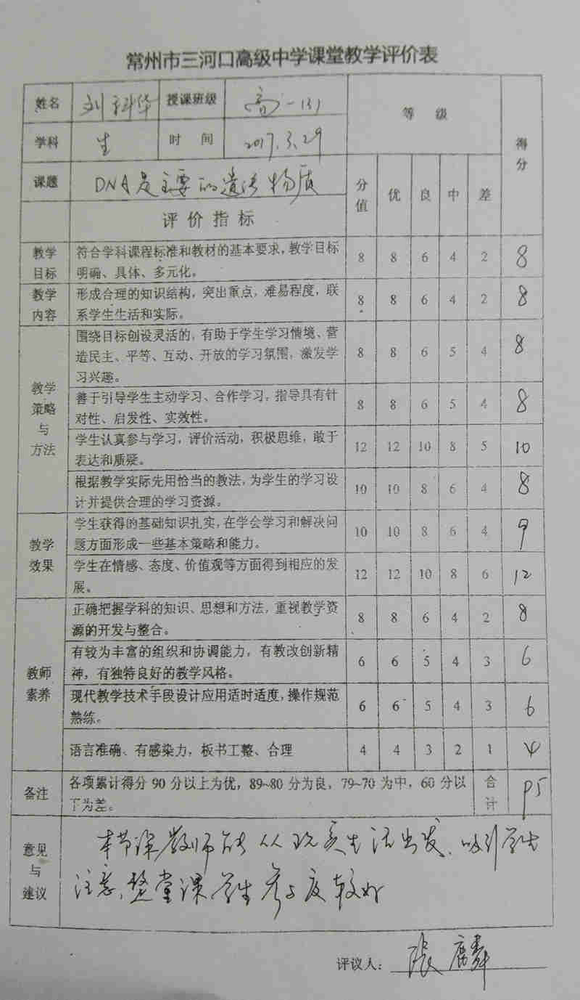 常州市三河口高级中学课堂教学评价表
姓名 刘科华 授课班级 高一(3) 等 级 得分
学科 生 时 间 2017.3.29
课题 DNA是主要的遗传物质 分值 优 良 中 差
评价指标
教学目标 符合学科课程标准和教材的基本要求,教学目标 8 8 6 4 2 8
明确、具体、多元化。
教学内容 形成合理的知识结构,突出重点,难易程度,联 8 8 6 4 2 8
系学生生活和实际。
教学策略与方法 围绕目标创设灵活的,有助于学生学习情境、营 8 8 6 5 4 8
造民主、平等、互动、开放的学习氛围,激发学
习兴趣。
善于引导学生主动学习、合作学习,指导具有针 8 8 6 5 4 8
对性、启发性、实效性。
学生认真参与学习,评价活动,积极思维,敢于 12 12 10 8 5 10
表达和质疑。
根据教学实际先用恰当的教法,为学生的学习设 10 10 8 6 4 8
计并提供合理的学习资源。
教学效果 学生获得的基础知识扎实,在学会学习和解决问 10 10 8 6 4 9
题方面形成一些基本策略和能力。
学生在情感、态度、价值观等方面得到相应的发 12 12 10 8 6 12
展。
教师素养 正确把握学科的知识、思想和方法,重视教学资 8 8 6 4 2 8
源的开发与整合。
有较为丰富的组织和协调能力,有教改创新精 6 6 5 4 3 6
神,有独特良好的教学风格。
现代教学技术手段设计应用适时适度,操作规范 6 6 5 4 3 6
熟练。
语言准确、有感染力,板书工整、合理 4 4 3 2 1 4
备注 各项累计得分90分以上为优,89~80分为良,79~70为中,60分以 合计 95
下为差。
意见与建议 本节课教师能从现实生活出发、吸引学生
注意,整堂课学生参与度较好
评议人: 张麟